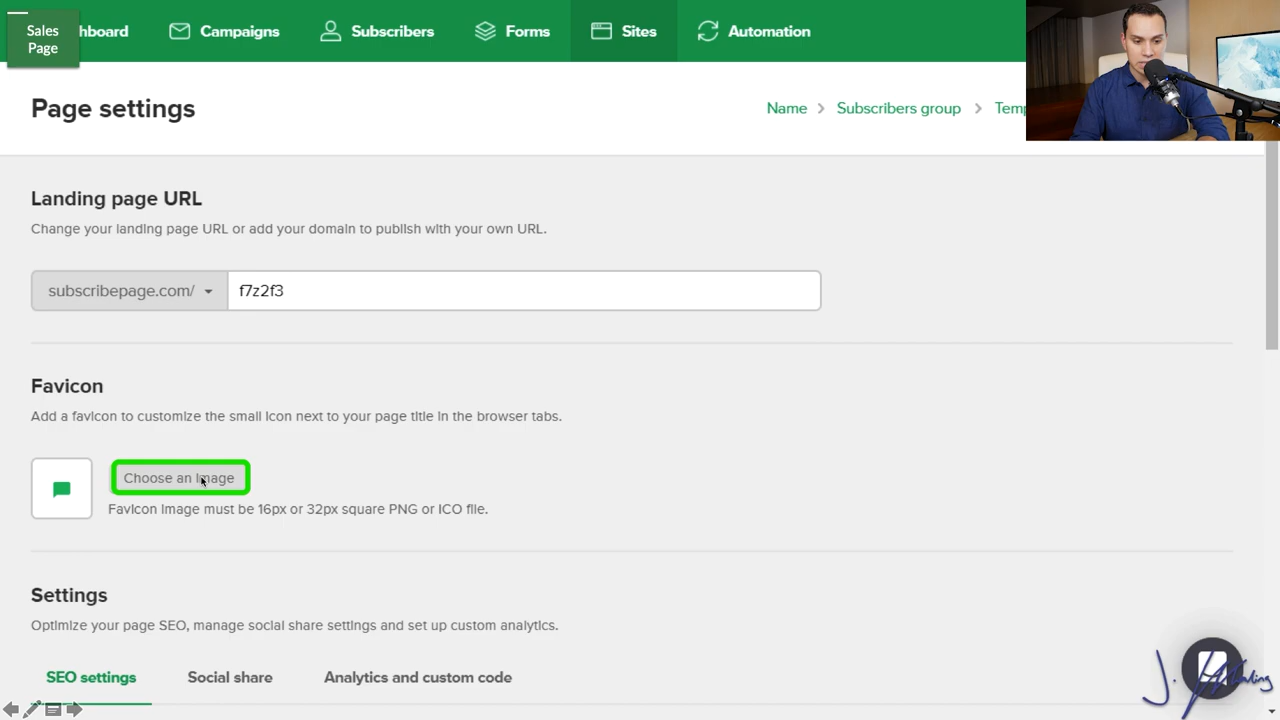 Sales
Page
hboard
Campaigns
Subscribers
Forms
Sites
Automation
Page settings
Name > Subscribers group > Temp
Landing page URL
Change your landing page URL or add your domain to publish with your own URL.
subscribepage.com/
f7z2f3
Favicon
Add a favicon to customize the small icon next to your page title in the browser tabs.
Choose an image
Favicon image must be 16px or 32px square PNG or ICO file.
Settings
Optimize your page SEO, manage social share settings and set up custom analytics.
SEO settings
Social share
Analytics and custom code